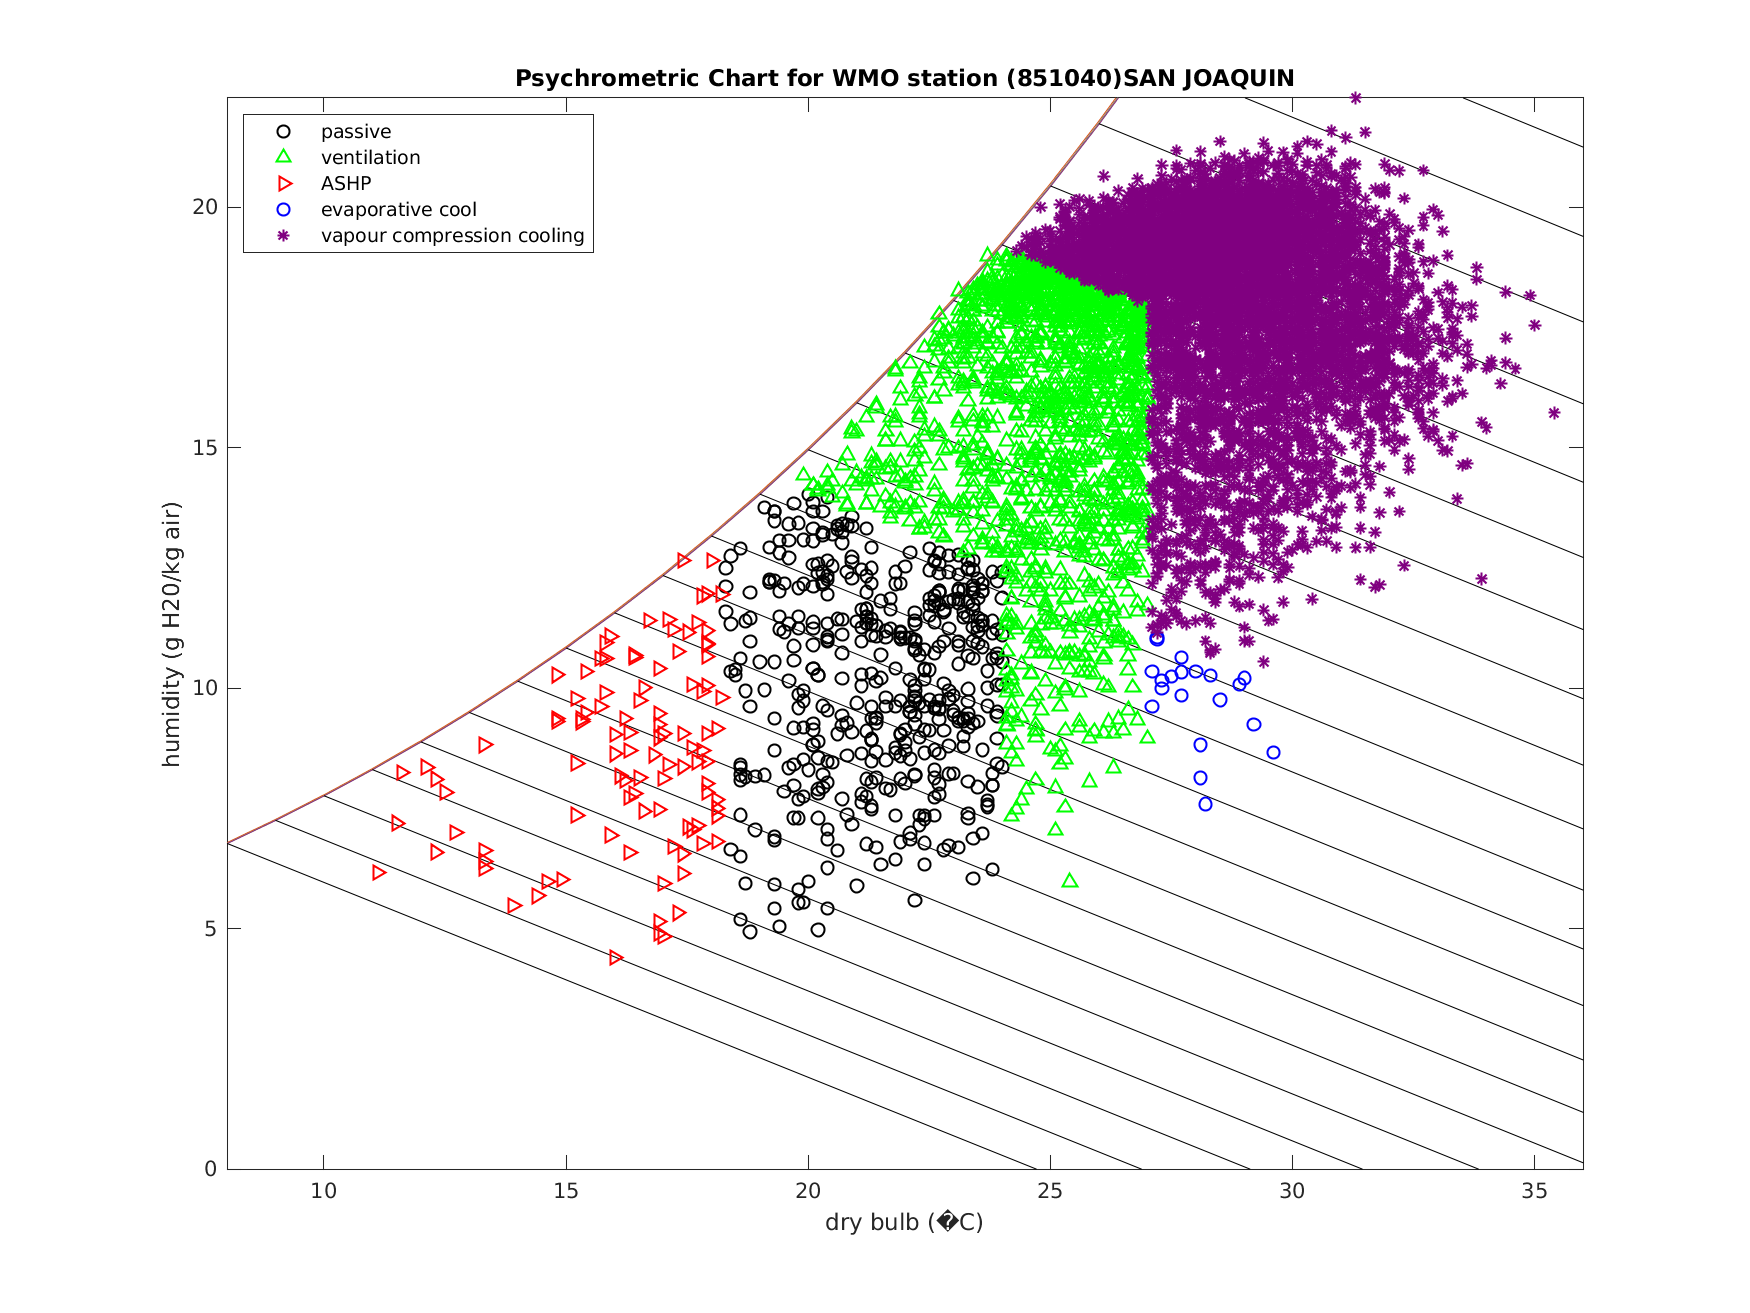 Psychrometric Chart for WMO station (851040)SAN JOAQUIN
passive
ventilation
ASHP
evaporative cool
vapour compression cooling
humidity (g H20/kg air)
20
15
10
5
0
10
15
20
25
30
35
dry bulb (�C)